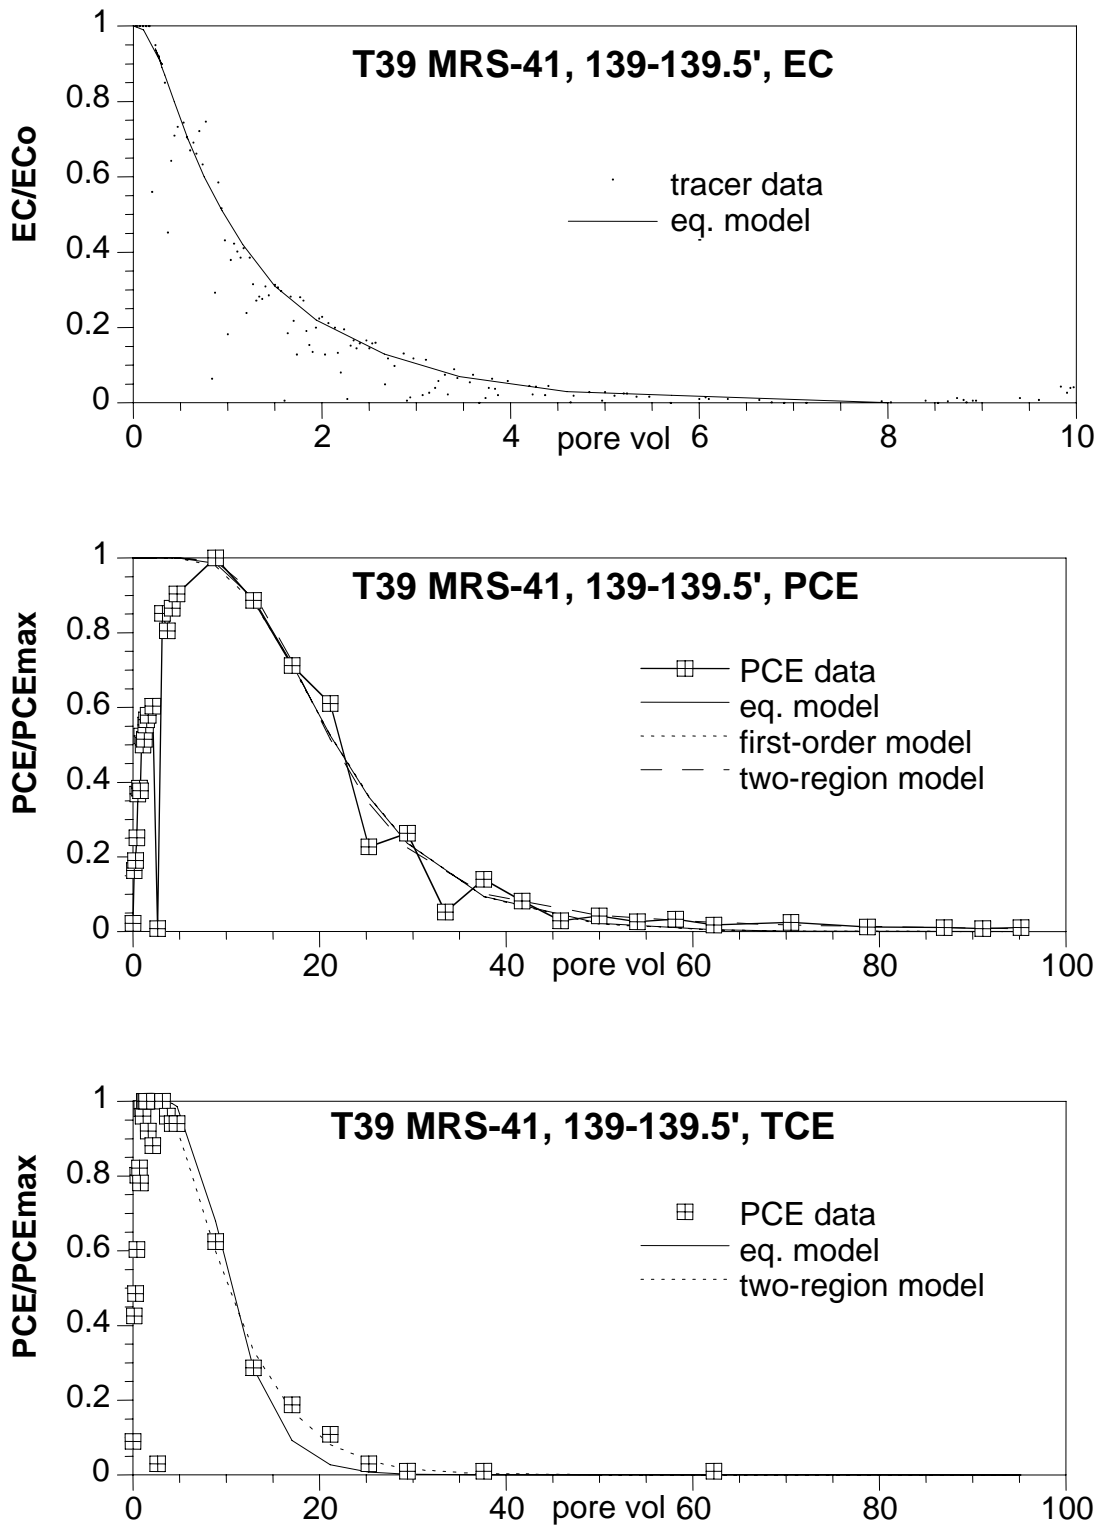 T39 MRS-41, 139-139.5', EC
EC/ECo
1
0.8
0.6
0.4
0.2
0
tracer data
eq. model
0 2 4 6 8 10
pore vol
T39 MRS-41, 139-139.5', PCE
PCE/PCEmax
1
0.8
0.6
0.4
0.2
0
PCE data
eq. model
first-order model
two-region model
0 20 40 60 80 100
pore vol
T39 MRS-41, 139-139.5', TCE
PCE/PCEmax
1
0.8
0.6
0.4
0.2
0
PCE data
eq. model
two-region model
0 20 40 60 80 100
pore vol